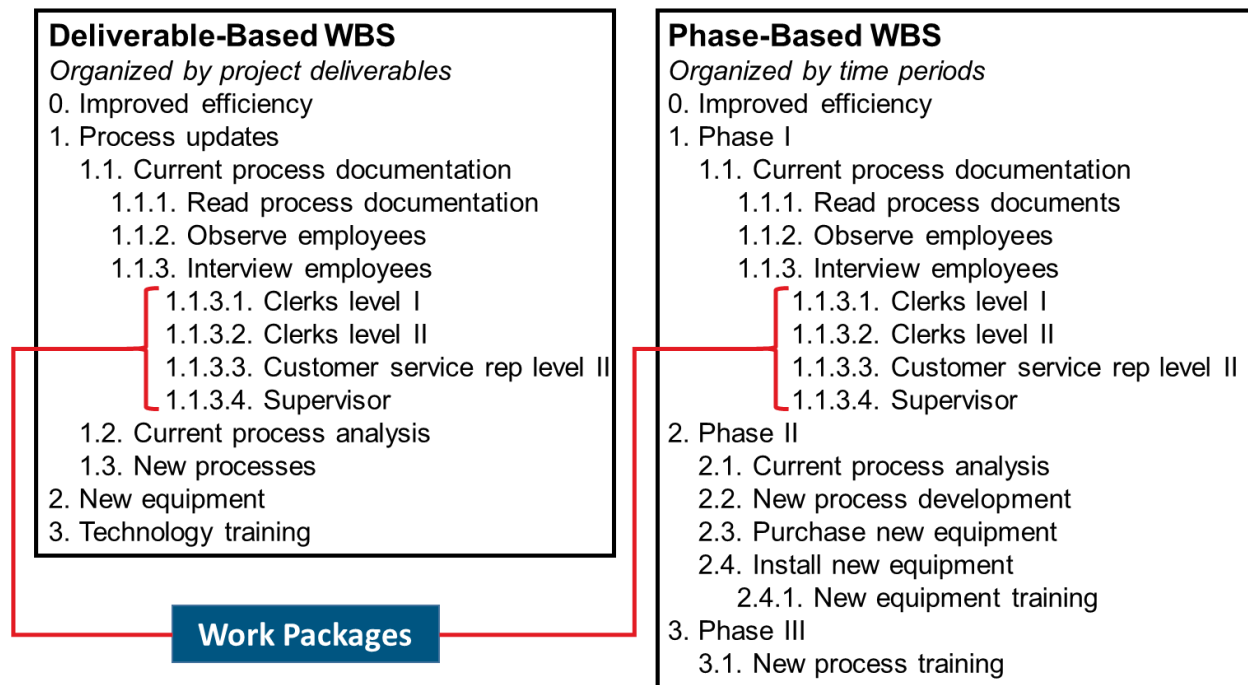 Deliverable-Based WBS
Organized by project deliverables
0. Improved efficiency
1. Process updates
1.1. Current process documentation
1.1.1. Read process documentation
1.1.2. Observe employees
1.1.3. Interview employees
1.1.3.1. Clerks level I
1.1.3.2. Clerks level II
1.1.3.3. Customer service rep level II
1.1.3.4. Supervisor
1.2. Current process analysis
1.3. New processes
2. New equipment
3. Technology training
Phase-Based WBS
Organized by time periods
0. Improved efficiency
1. Phase I
1.1. Current process documentation
1.1.1. Read process documents
1.1.2. Observe employees
1.1.3. Interview employees
1.1.3.1. Clerks level I
1.1.3.2. Clerks level II
1.1.3.3. Customer service rep level II
1.1.3.4. Supervisor
2. Phase II
2.1. Current process analysis
2.2. New process development
2.3. Purchase new equipment
2.4. Install new equipment
2.4.1. New equipment training
3. Phase III
3.1. New process training
Work Packages